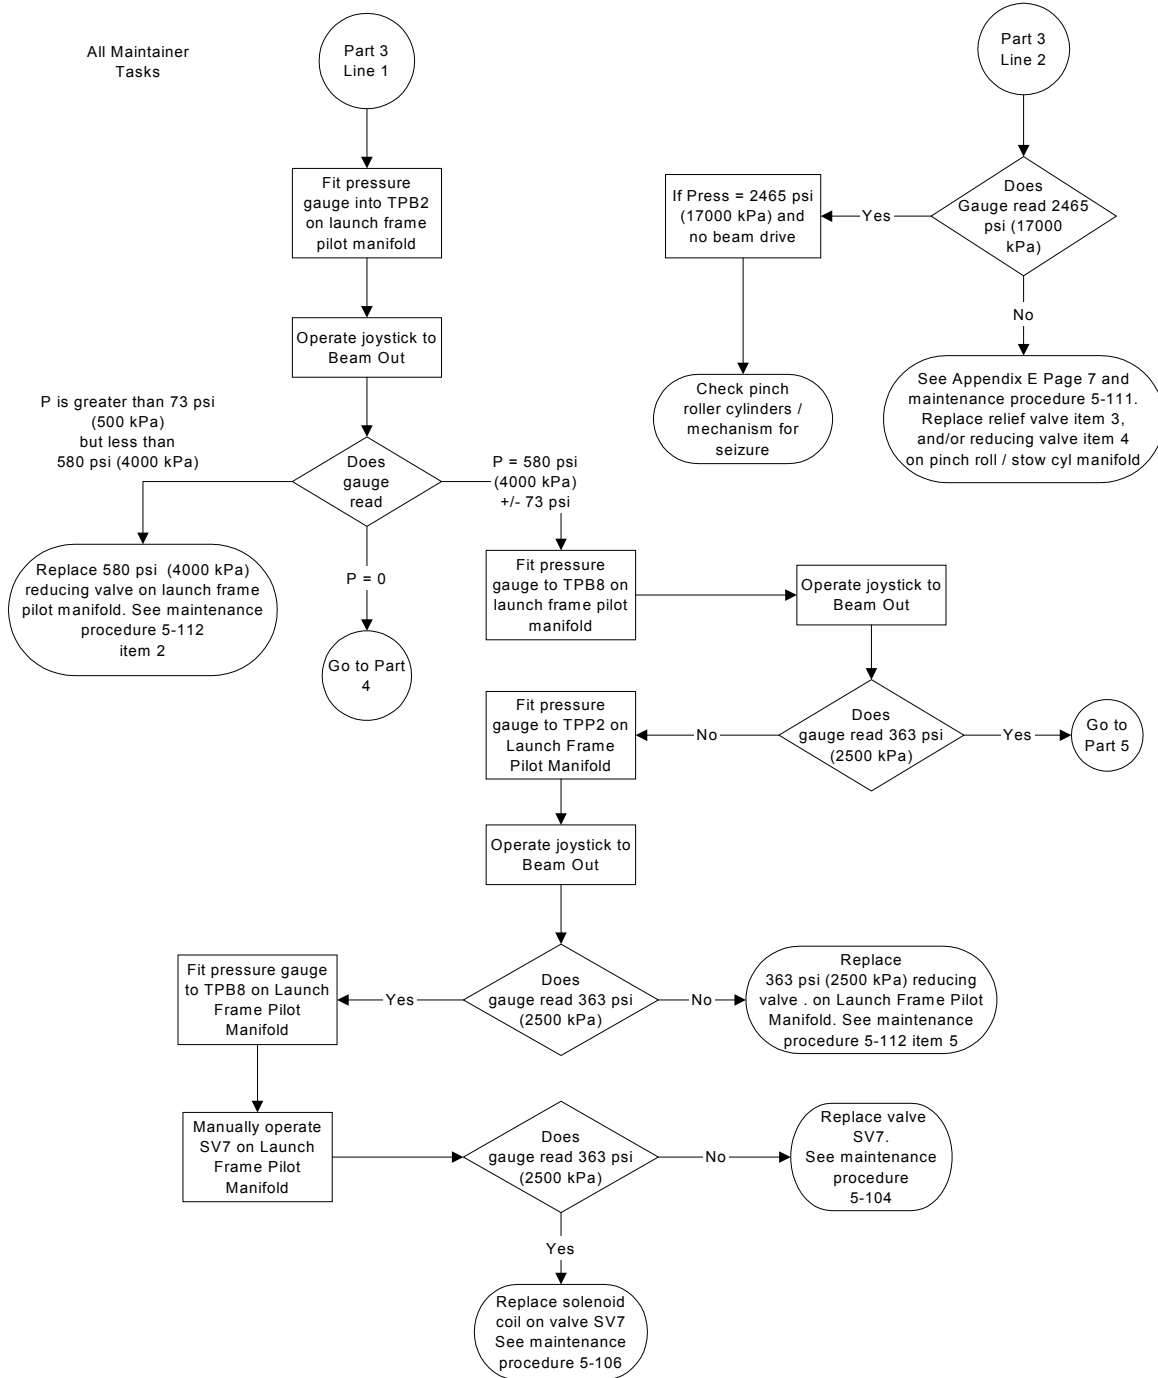 All Maintainer
Tasks
Part 3
Line 1
Part 3
Line 2
Fit pressure
gauge into TPB2
on launch frame
pilot manifold
If Press = 2465 psi
(17000 kPa) and
no beam drive
Yes
Does
Gauge read 2465
psi (17000
kPa)
No
Operate joystick to
Beam Out
Check pinch
roller cylinders /
mechanism for
seizure
See Appendix E Page 7 and
maintenance procedure 5-111.
Replace relief valve item 3,
and/or reducing valve item 4
on pinch roll / stow cyl manifold
P is greater than 73 psi
(500 kPa)
but less than
580 psi (4000 kPa)
Does
gauge
read
P = 580 psi
(4000 kPa)
+/- 73 psi
P = 0
Replace 580 psi (4000 kPa)
reducing valve on launch frame
pilot manifold. See maintenance
procedure 5-112
item 2
Go to Part
4
Fit pressure
gauge to TPB8 on
launch frame pilot
manifold
Operate joystick to
Beam Out
Fit pressure
gauge to TPP2 on
Launch Frame
Pilot Manifold
No
Does
gauge read 363 psi
(2500 kPa)
Yes
Go to
Part 5
Operate joystick to
Beam Out
Fit pressure gauge
to TPB8 on Launch
Frame Pilot
Manifold
Yes
Does
gauge read 363 psi
(2500 kPa)
No
Replace
363 psi (2500 kPa) reducing
valve . on Launch Frame Pilot
Manifold. See maintenance
procedure 5-112 item 5
Manually operate
SV7 on Launch
Frame Pilot
Manifold
Does
gauge read 363 psi
(2500 kPa)
No
Replace valve
SV7.
See maintenance
procedure
5-104
Yes
Replace solenoid
coil on valve SV7
See maintenance
procedure 5-106